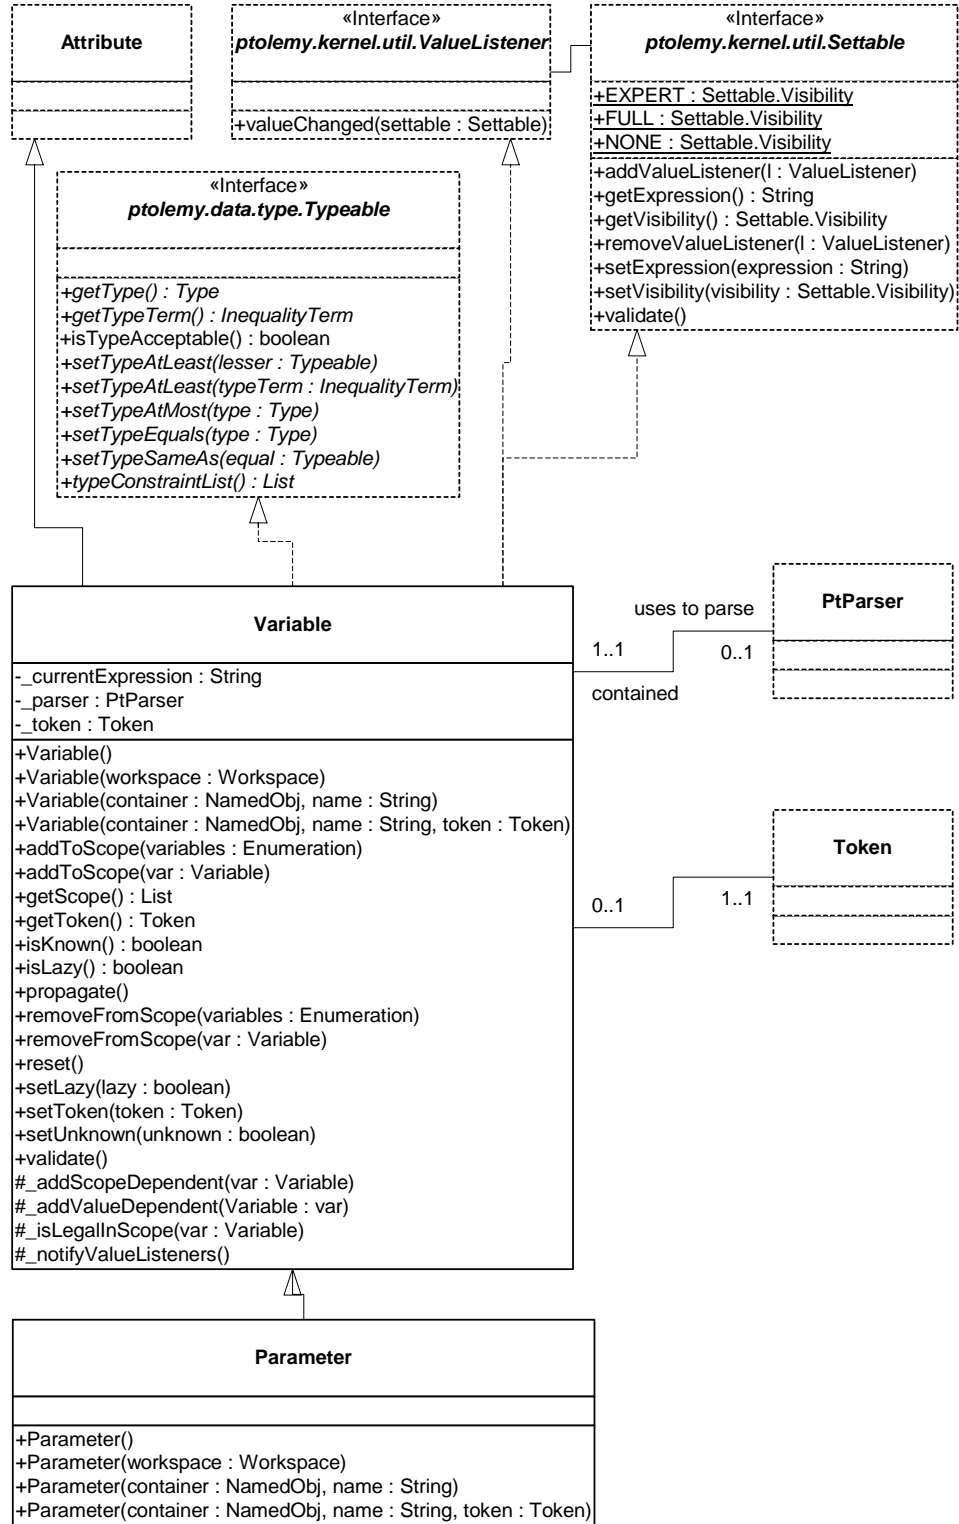 Attribute
«Interface»
ptolemy.kernel.util.ValueListener
+valueChanged(settable : Settable)
«Interface»
ptolemy.kernel.util.Settable
+EXPERT : Settable.Visibility
+FULL : Settable.Visibility
+NONE : Settable.Visibility
+addValueListener(l : ValueListener)
+getExpression() : String
+getVisibility() : Settable.Visibility
+removeValueListener(l : ValueListener)
+setExpression(expression : String)
+setVisibility(visibility : Settable.Visibility)
+validate()
«Interface»
ptolemy.data.type.Typeable
+getType() : Type
+getTypeTerm() : InequalityTerm
+isTypeAcceptable() : boolean
+setTypeAtLeast(lesser : Typeable)
+setTypeAtLeast(typeTerm : InequalityTerm)
+setTypeAtMost(type : Type)
+setTypeEquals(type : Type)
+setTypeSameAs(equal : Typeable)
+typeConstraintList() : List
Variable
-_currentExpression : String
-_parser : PtParser
-_token : Token
+Variable()
+Variable(workspace : Workspace)
+Variable(container : NamedObj, name : String)
+Variable(container : NamedObj, name : String, token : Token)
+addToScope(variables : Enumeration)
+addToScope(var : Variable)
+getScope() : List
+getToken() : Token
+isKnown() : boolean
+isLazy() : boolean
+propagate()
+removeFromScope(variables : Enumeration)
+removeFromScope(var : Variable)
+reset()
+setLazy(lazy : boolean)
+setToken(token : Token)
+setUnknown(unknown : boolean)
+validate()
#_addScopeDependent(var : Variable)
#_addValueDependent(Variable : var)
#_isLegalInScope(var : Variable)
#_notifyValueListeners()
uses to parse
1..1
0..1
contained
PtParser
0..1
1..1
Token
Parameter
+Parameter()
+Parameter(workspace : Workspace)
+Parameter(container : NamedObj, name : String)
+Parameter(container : NamedObj, name : String, token : Token)